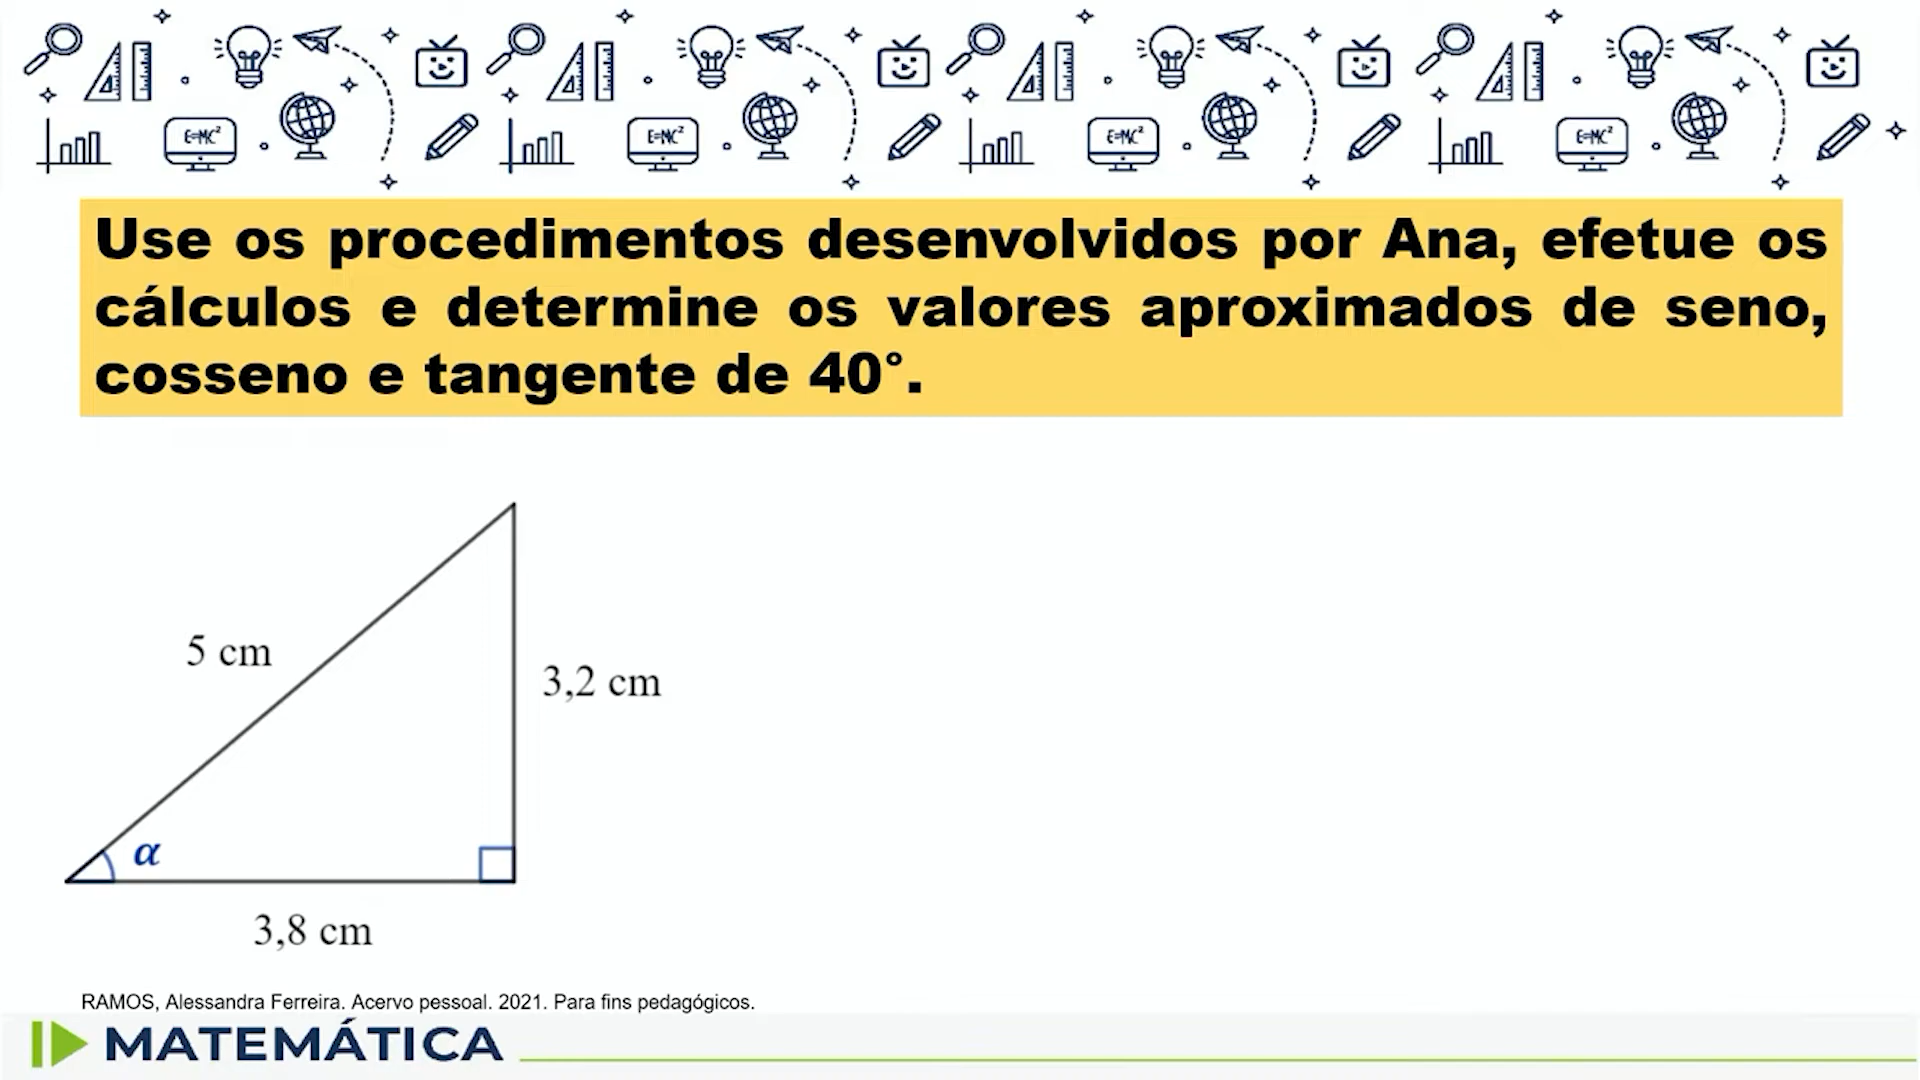 E=MC² E=MC² E=MC² E=MC²
Use os procedimentos desenvolvidos por Ana, efetue os
cálculos e determine os valores aproximados de seno,
cosseno e tangente de 40°.
5 cm
3,2 cm
α
3,8 cm
RAMOS, Alessandra Ferreira. Acervo pessoal. 2021. Para fins pedagógicos.
MATEMÁTICA